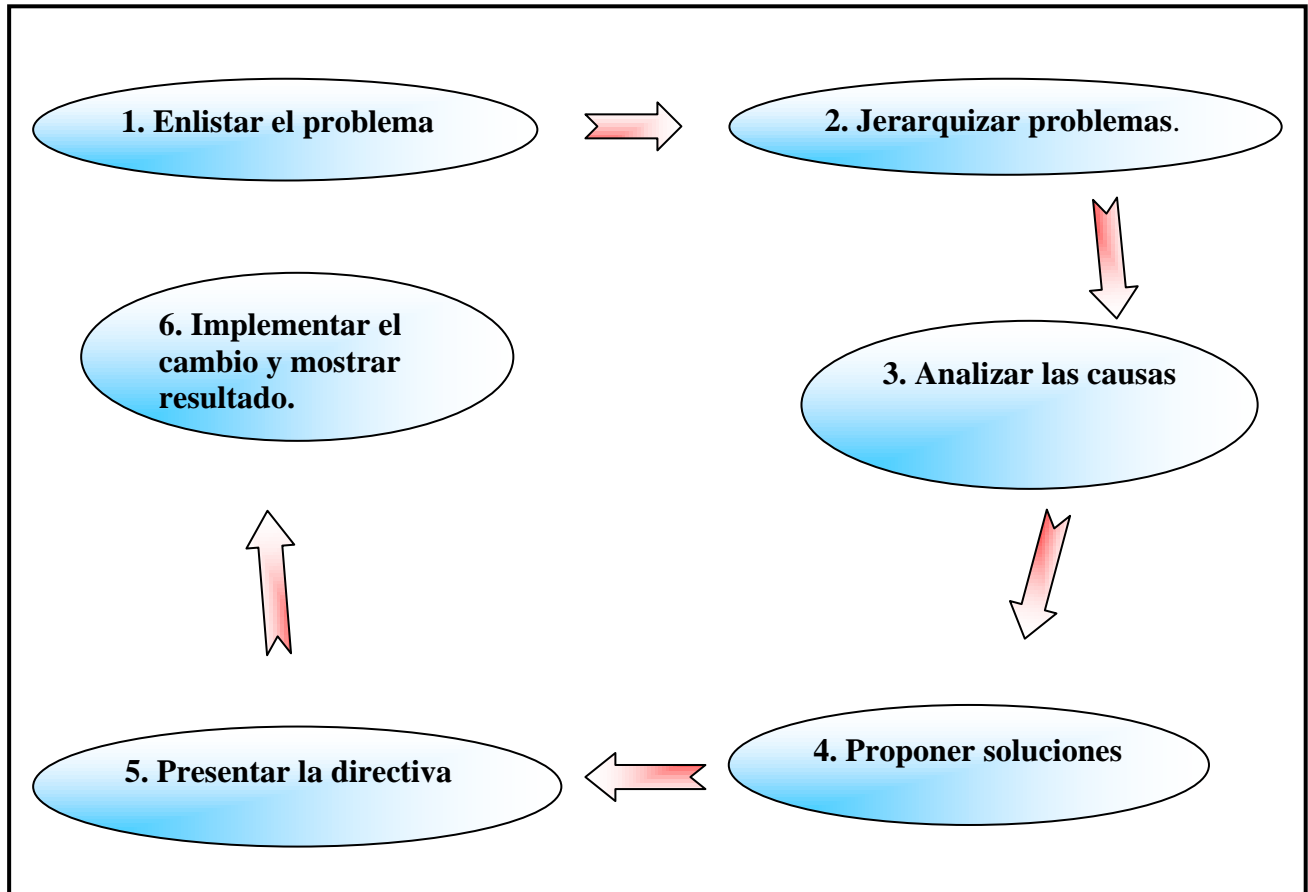 1. Enlistar el problema
2. Jerarquizar problemas.
3. Analizar las causas
4. Proponer soluciones
5. Presentar la directiva
6. Implementar el
cambio y mostrar
resultado.